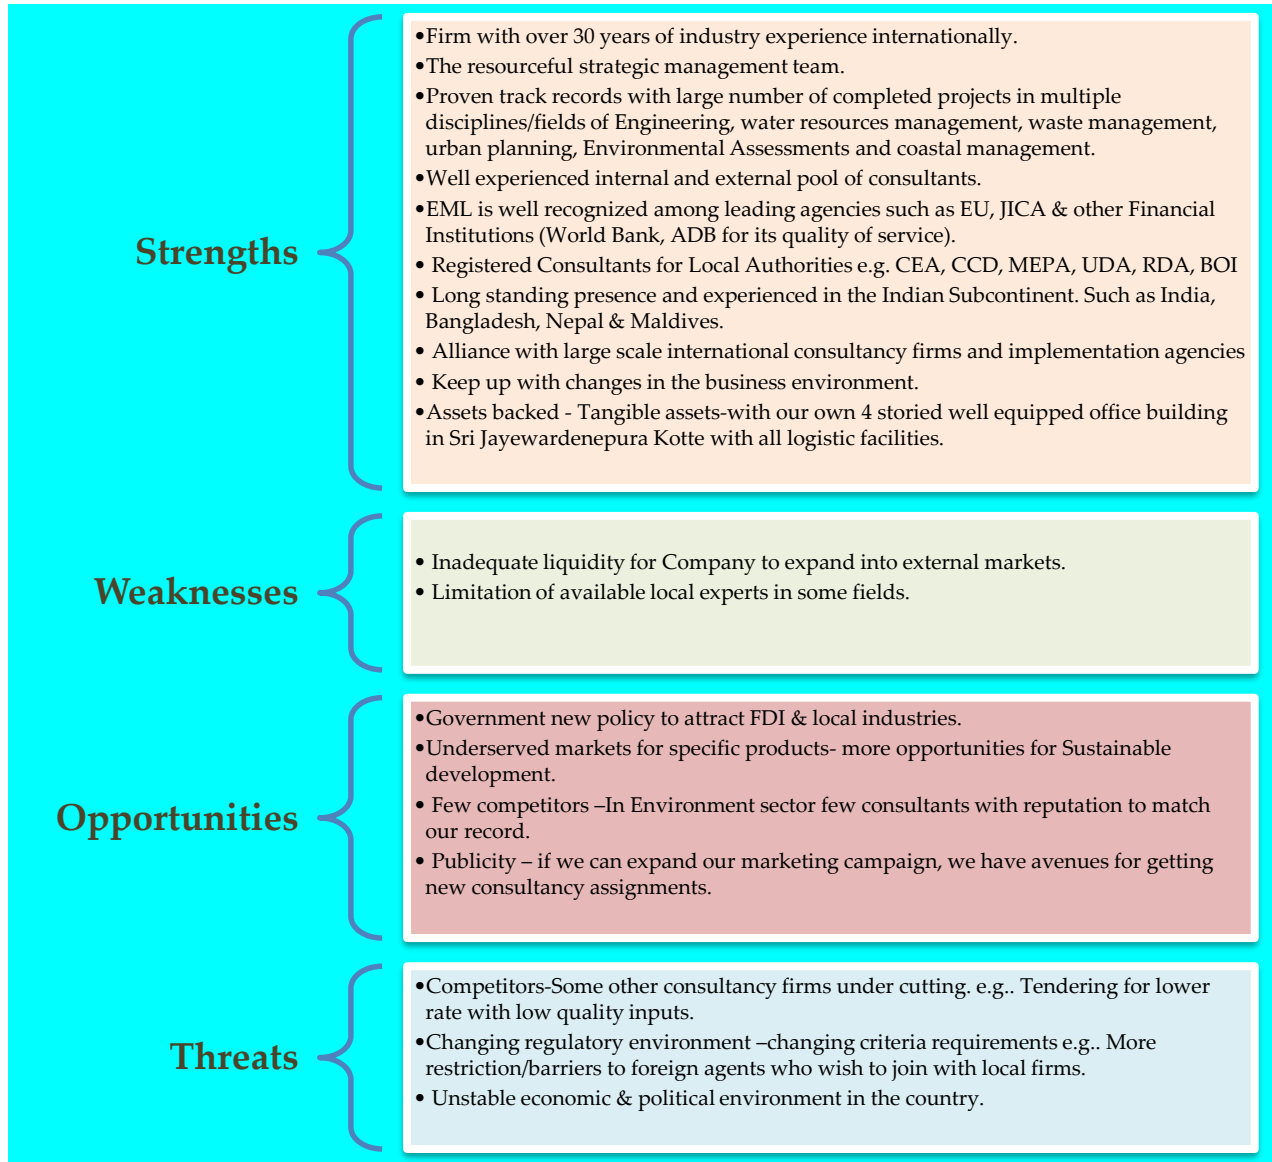 Strengths
•Firm with over 30 years of industry experience internationally.
•The resourceful strategic management team.
•Proven track records with large number of completed projects in multiple
disciplines/fields of Engineering, water resources management, waste management,
urban planning, Environmental Assessments and coastal management.
•Well experienced internal and external pool of consultants.
•EML is well recognized among leading agencies such as EU, JICA & other Financial
Institutions (World Bank, ADB for its quality of service).
• Registered Consultants for Local Authorities e.g. CEA, CCD, MEPA, UDA, RDA, BOI
• Long standing presence and experienced in the Indian Subcontinent. Such as India,
Bangladesh, Nepal & Maldives.
• Alliance with large scale international consultancy firms and implementation agencies
• Keep up with changes in the business environment.
•Assets backed - Tangible assets-with our own 4 storied well equipped office building
in Sri Jayewardenepura Kotte with all logistic facilities.
Weaknesses
• Inadequate liquidity for Company to expand into external markets.
• Limitation of available local experts in some fields.
Opportunities
•Government new policy to attract FDI & local industries.
•Underserved markets for specific products- more opportunities for Sustainable
development.
• Few competitors –In Environment sector few consultants with reputation to match
our record.
• Publicity – if we can expand our marketing campaign, we have avenues for getting
new consultancy assignments.
Threats
•Competitors-Some other consultancy firms under cutting. e.g.. Tendering for lower
rate with low quality inputs.
•Changing regulatory environment –changing criteria requirements e.g.. More
restriction/barriers to foreign agents who wish to join with local firms.
• Unstable economic & political environment in the country.